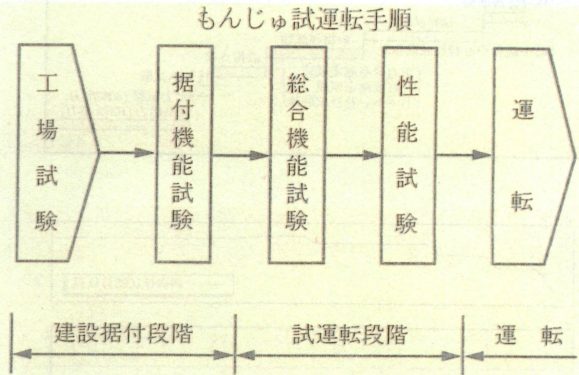 もんじゅ試運転手順
工場試験
据付機能試験
総合機能試験
性能試験
運転
建設据付段階
試運転段階
運転